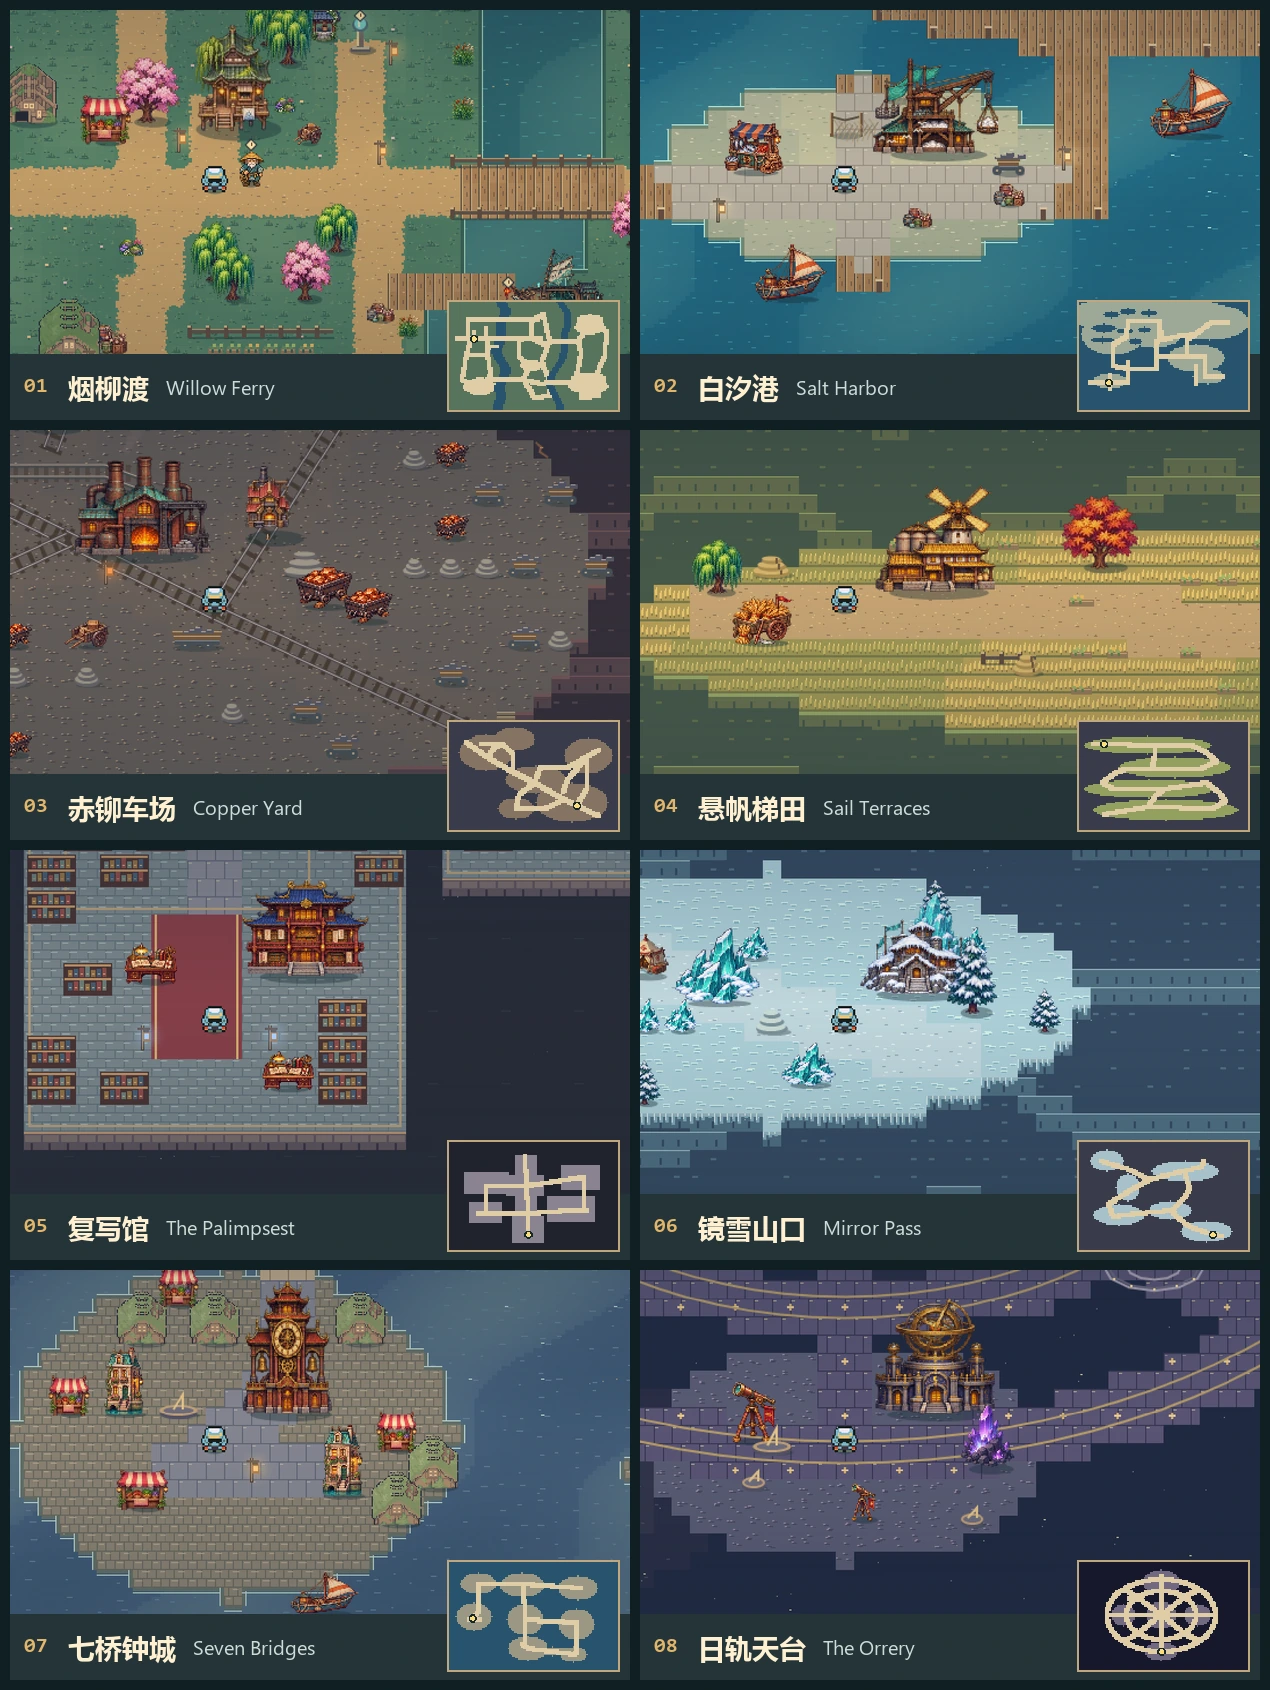 01 烟柳渡 Willow Ferry
02 白汐港 Salt Harbor
03 赤铆车场 Copper Yard
04 悬帆梯田 Sail Terraces
05 复写馆 The Palimpsest
06 镜雪山口 Mirror Pass
07 七桥钟城 Seven Bridges
08 日轨天台 The Orrery